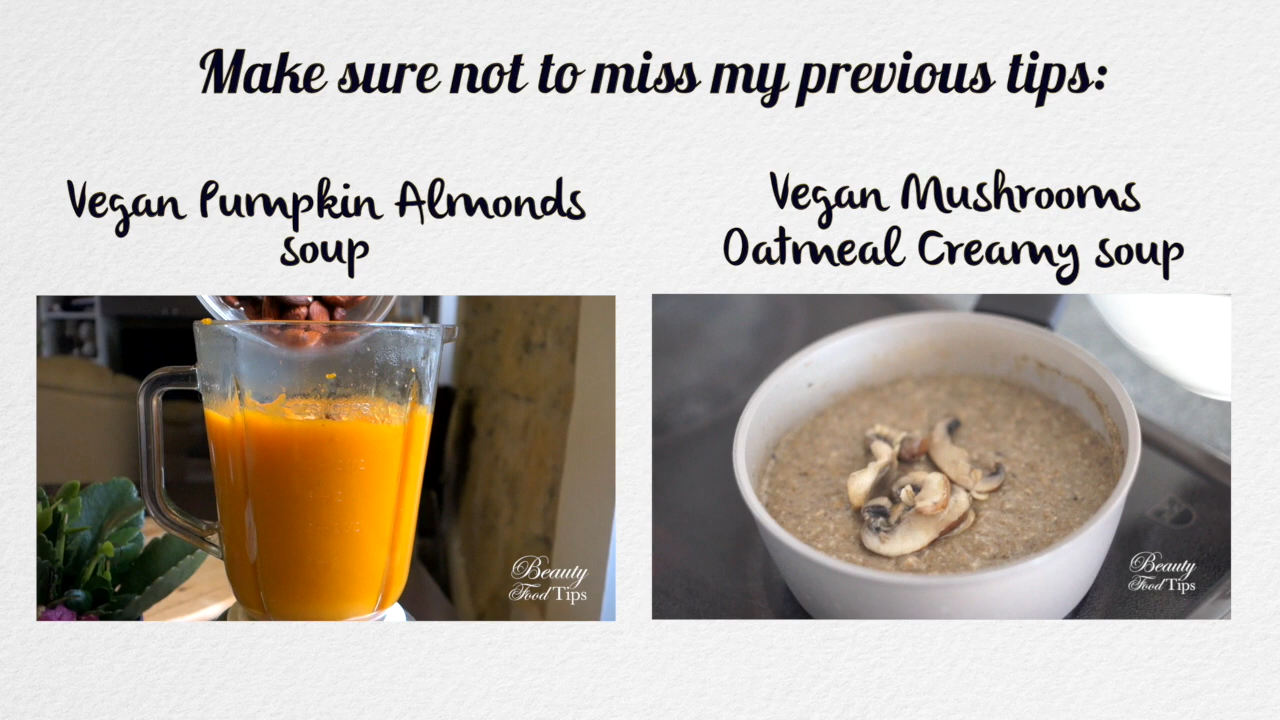 Make sure not to miss my previous tips:
Vegan Pumpkin Almonds
soup
Vegan Mushrooms
Oatmeal Creamy soup
Beauty
Food Tips
Beauty
Food Tips